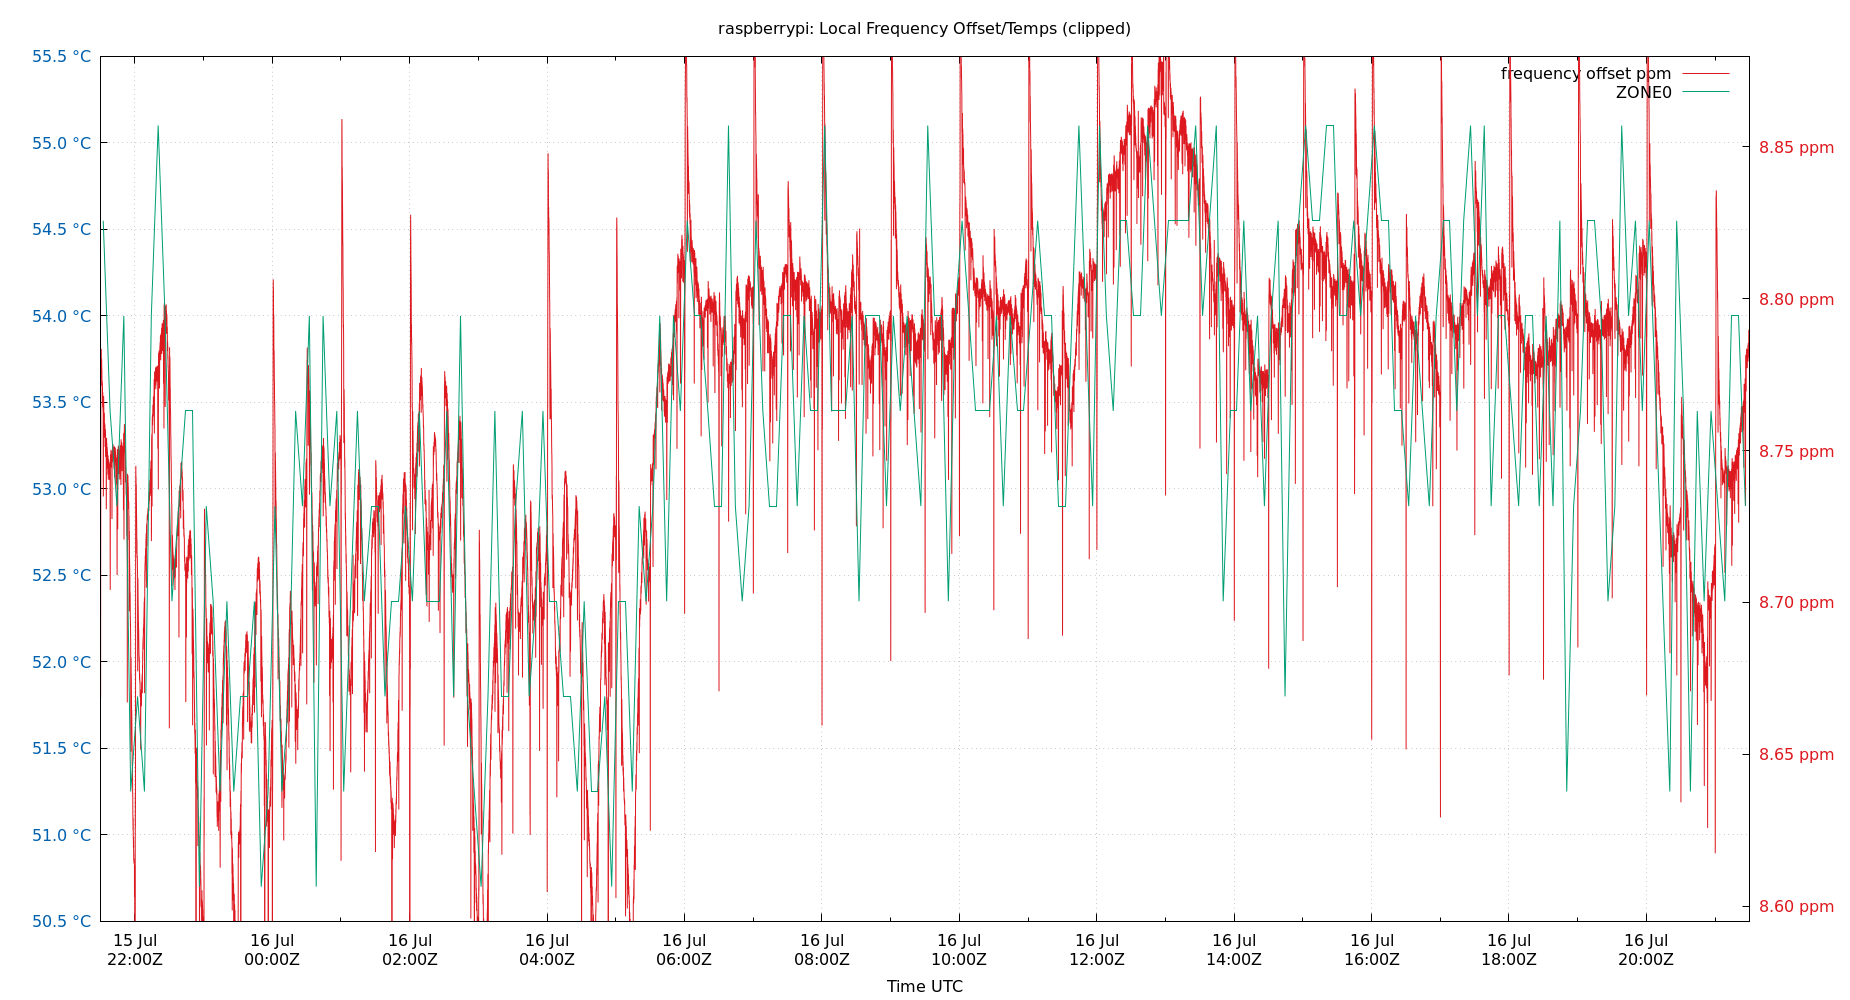 raspberrypi: Local Frequency Offset/Temps (clipped)
frequency offset ppm
ZONE0
55.5 °C
55.0 °C
54.5 °C
54.0 °C
53.5 °C
53.0 °C
52.5 °C
52.0 °C
51.5 °C
51.0 °C
50.5 °C
8.85 ppm
8.80 ppm
8.75 ppm
8.70 ppm
8.65 ppm
8.60 ppm
15 Jul 16 Jul 16 Jul 16 Jul 16 Jul 16 Jul 16 Jul 16 Jul 16 Jul 16 Jul 16 Jul 16 Jul
22:00Z 00:00Z 02:00Z 04:00Z 06:00Z 08:00Z 10:00Z 12:00Z 14:00Z 16:00Z 18:00Z 20:00Z
Time UTC